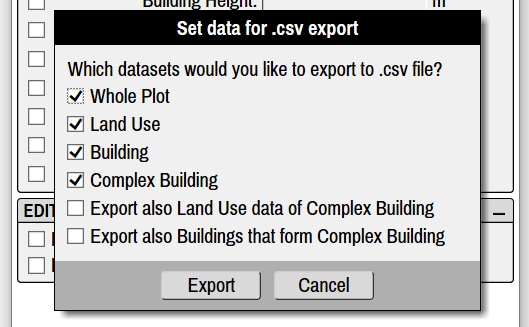 Building Height:
m
Set data for .csv export
Which datasets would you like to export to .csv file?
Whole Plot
Land Use
Building
Complex Building
Export also Land Use data of Complex Building
Export also Buildings that form Complex Building
Export Cancel